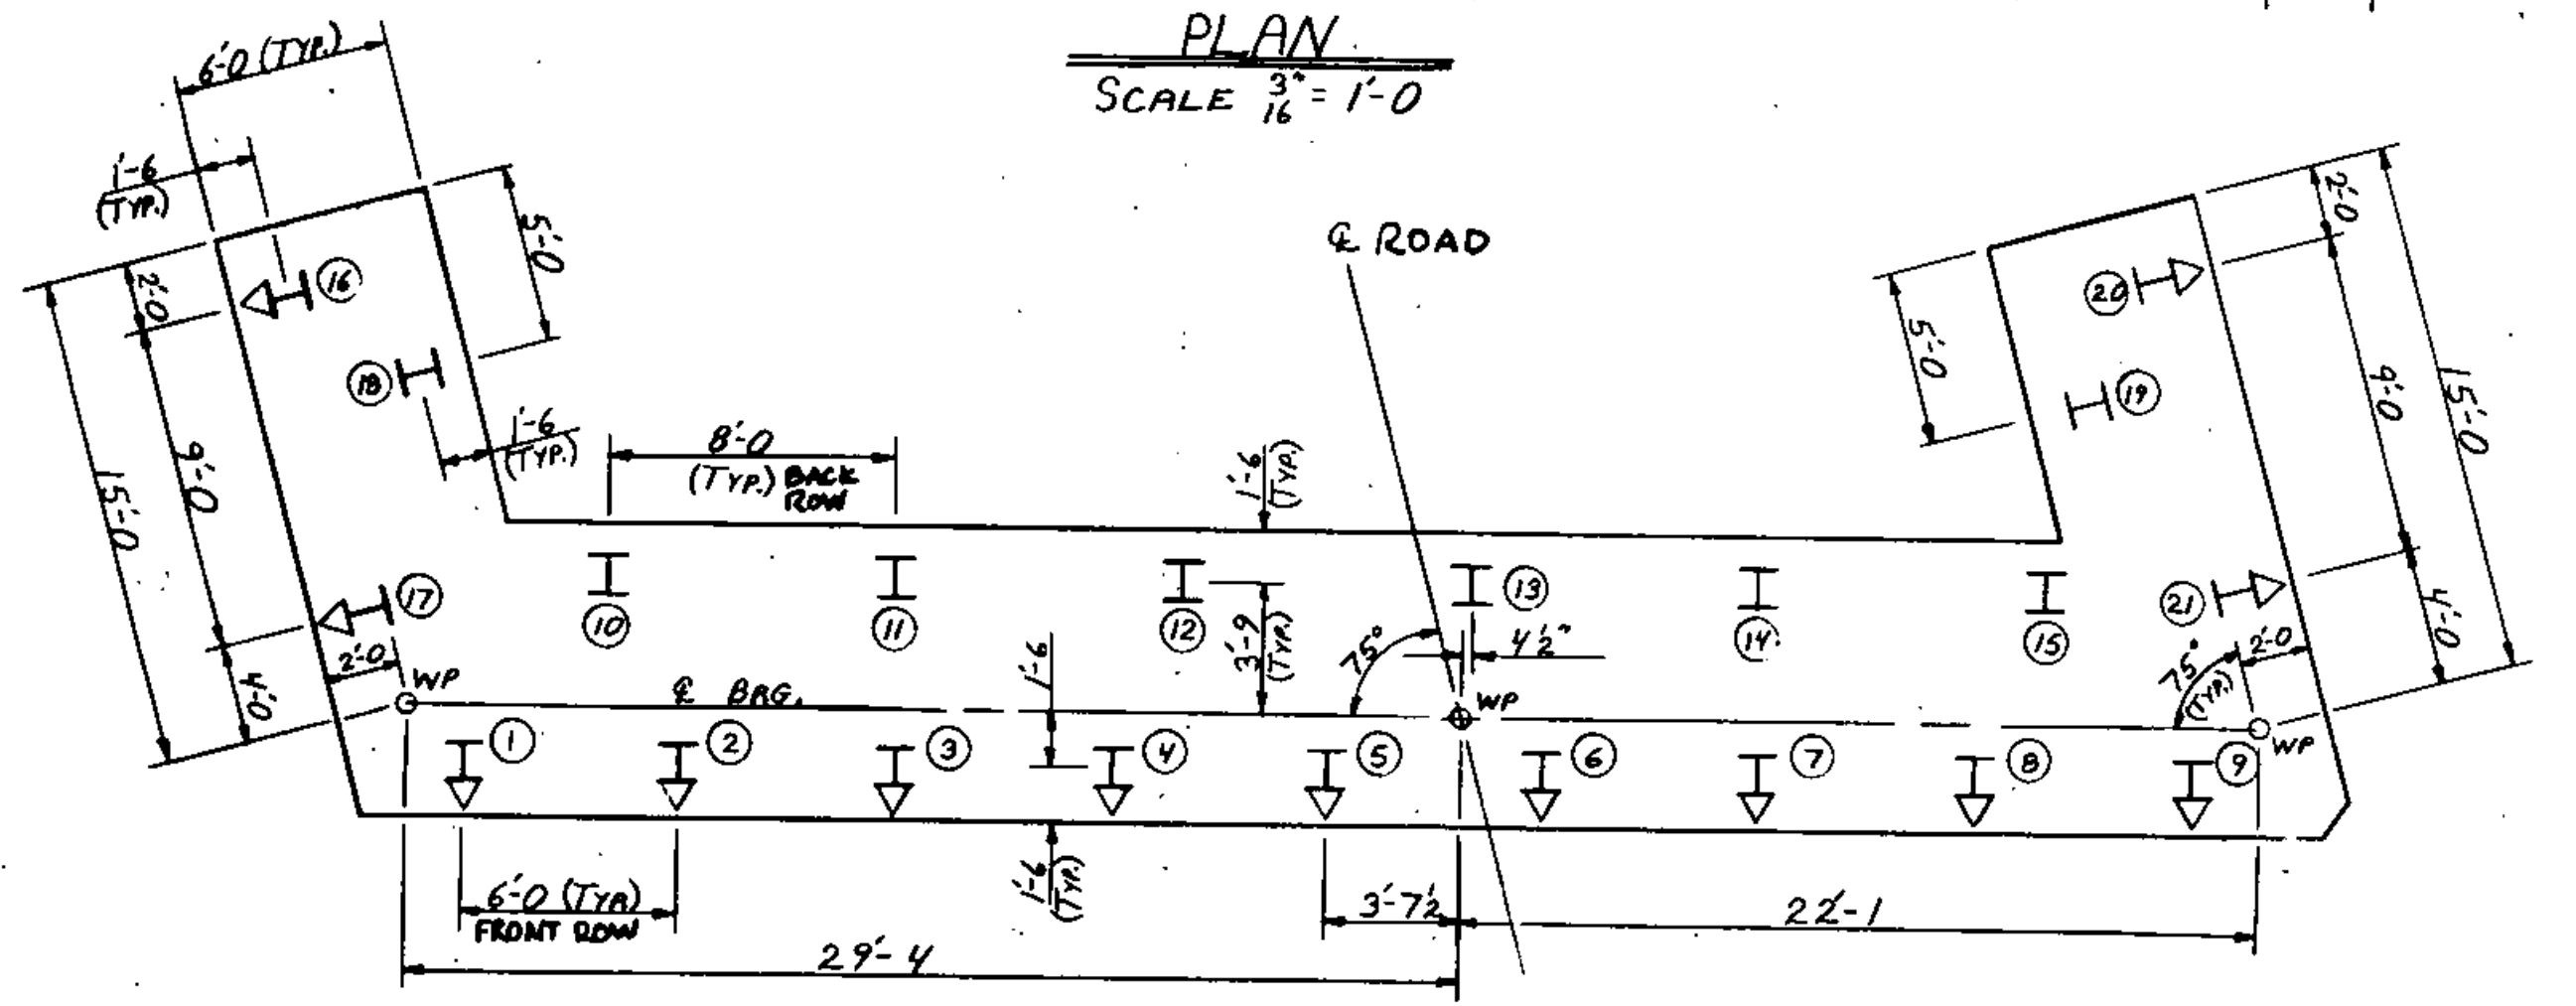 PLAN
SCALE 3"/16 = 1'-0
6'-0 (TYP.)
1'-6
(TYP.)
5'-0
2'-0
16
18
1'-6
(TYP.)
9'-0
15'-0
17
2'-0
4'-0
WP
8'-0
(TYP.) BACK
ROW
1'-6
(TYP.)
℄ ROAD
2'-0
20
5'-0
19
9'-0
15'-0
21
4'-0
75°
(TYP.)
2'-0
WP
10
11
12
13
14.
15
3'-9
(TYP.)
75°
4½"
WP
℄ BRG.
1'-6
1
2
3
4
5
6
7
8
9
6'-0 (TYP.)
FRONT ROW
1'-6
(TYP.)
3'-7½
22'-1
29'-4